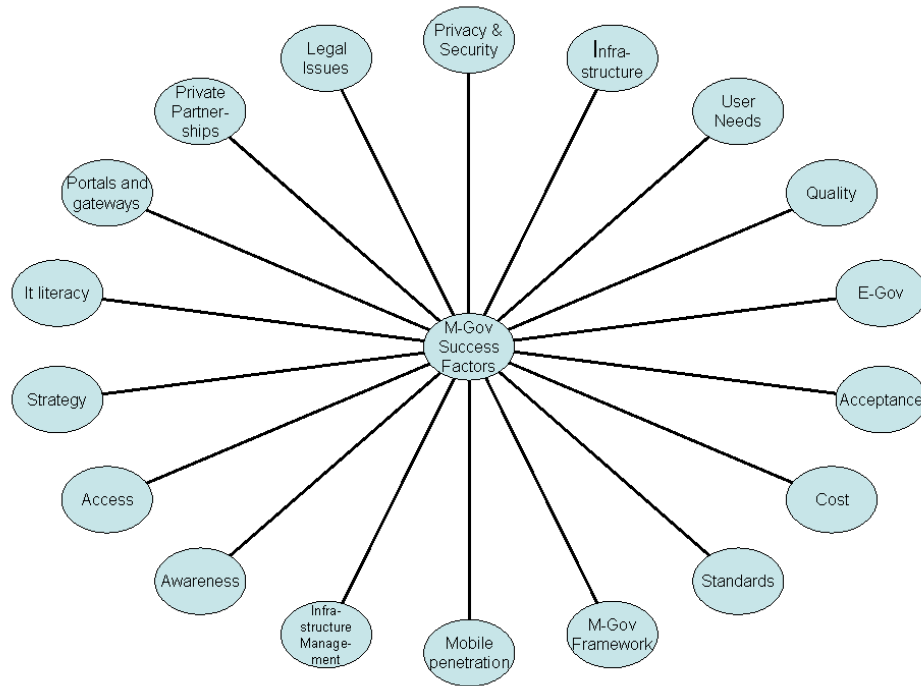 Privacy &
Security
Infra-
structure
User
Needs
Quality
E-Gov
Acceptance
Cost
Standards
M-Gov
Framework
Mobile
penetration
Infra-
structure
Manage-
ment
Awareness
Access
Strategy
It literacy
Portals and
gateways
Private
Partner-
ships
Legal
Issues
M-Gov
Success
Factors